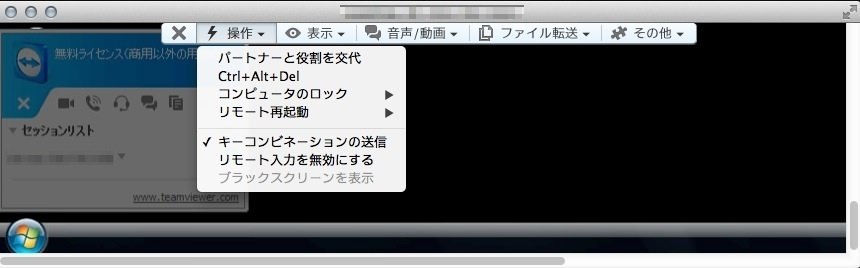 操作
表示
音声/動画
ファイル転送
その他
無料ライセンス(商用以外の用
パートナーと役割を交代
Ctrl+Alt+Del
コンピュータのロック
リモート再起動
キーコンビネーションの送信
リモート入力を無効にする
ブラックスクリーンを表示
セッションリスト
www.teamviewer.com